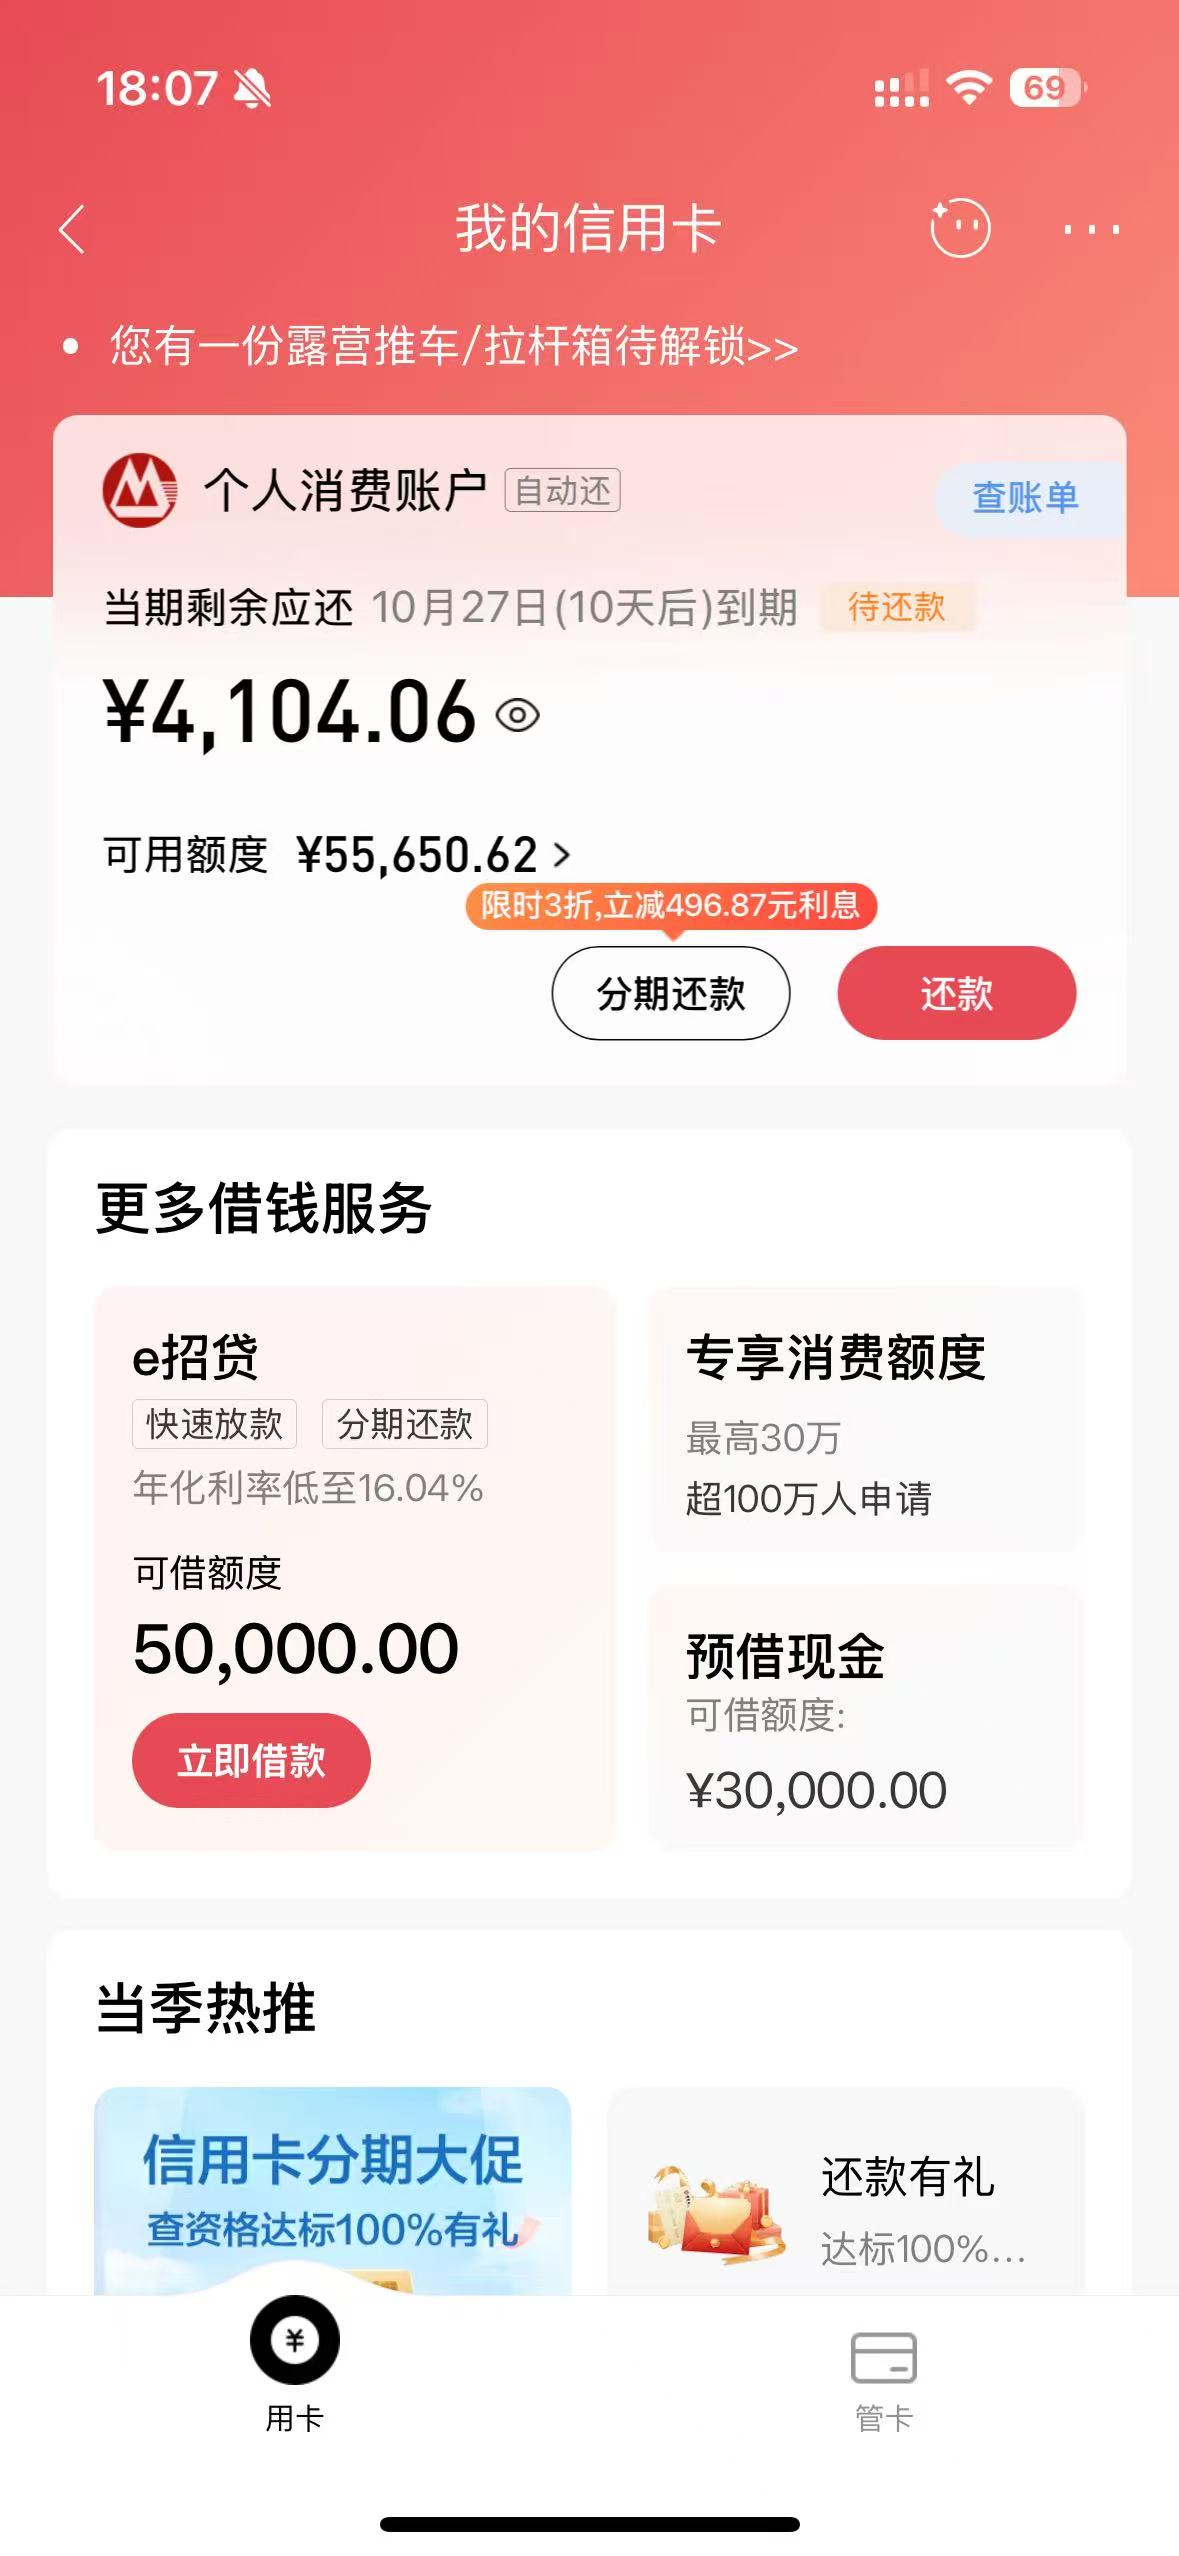 18:07
69
我的信用卡
您有一份露营推车/拉杆箱待解锁>>
个人消费账户 自动还 查账单
当期剩余应还 10月27日(10天后)到期 待还款
¥4,104.06
可用额度 ¥55,650.62 >
限时3折,立减496.87元利息
分期还款 还款
更多借钱服务
e招贷
快速放款 分期还款
年化利率低至16.04%
可借额度
50,000.00
立即借款
专享消费额度
最高30万
超100万人申请
预借现金
可借额度:
¥30,000.00
当季热推
信用卡分期大促
查资格达标100%有礼
还款有礼
达标100%...
用卡 管卡